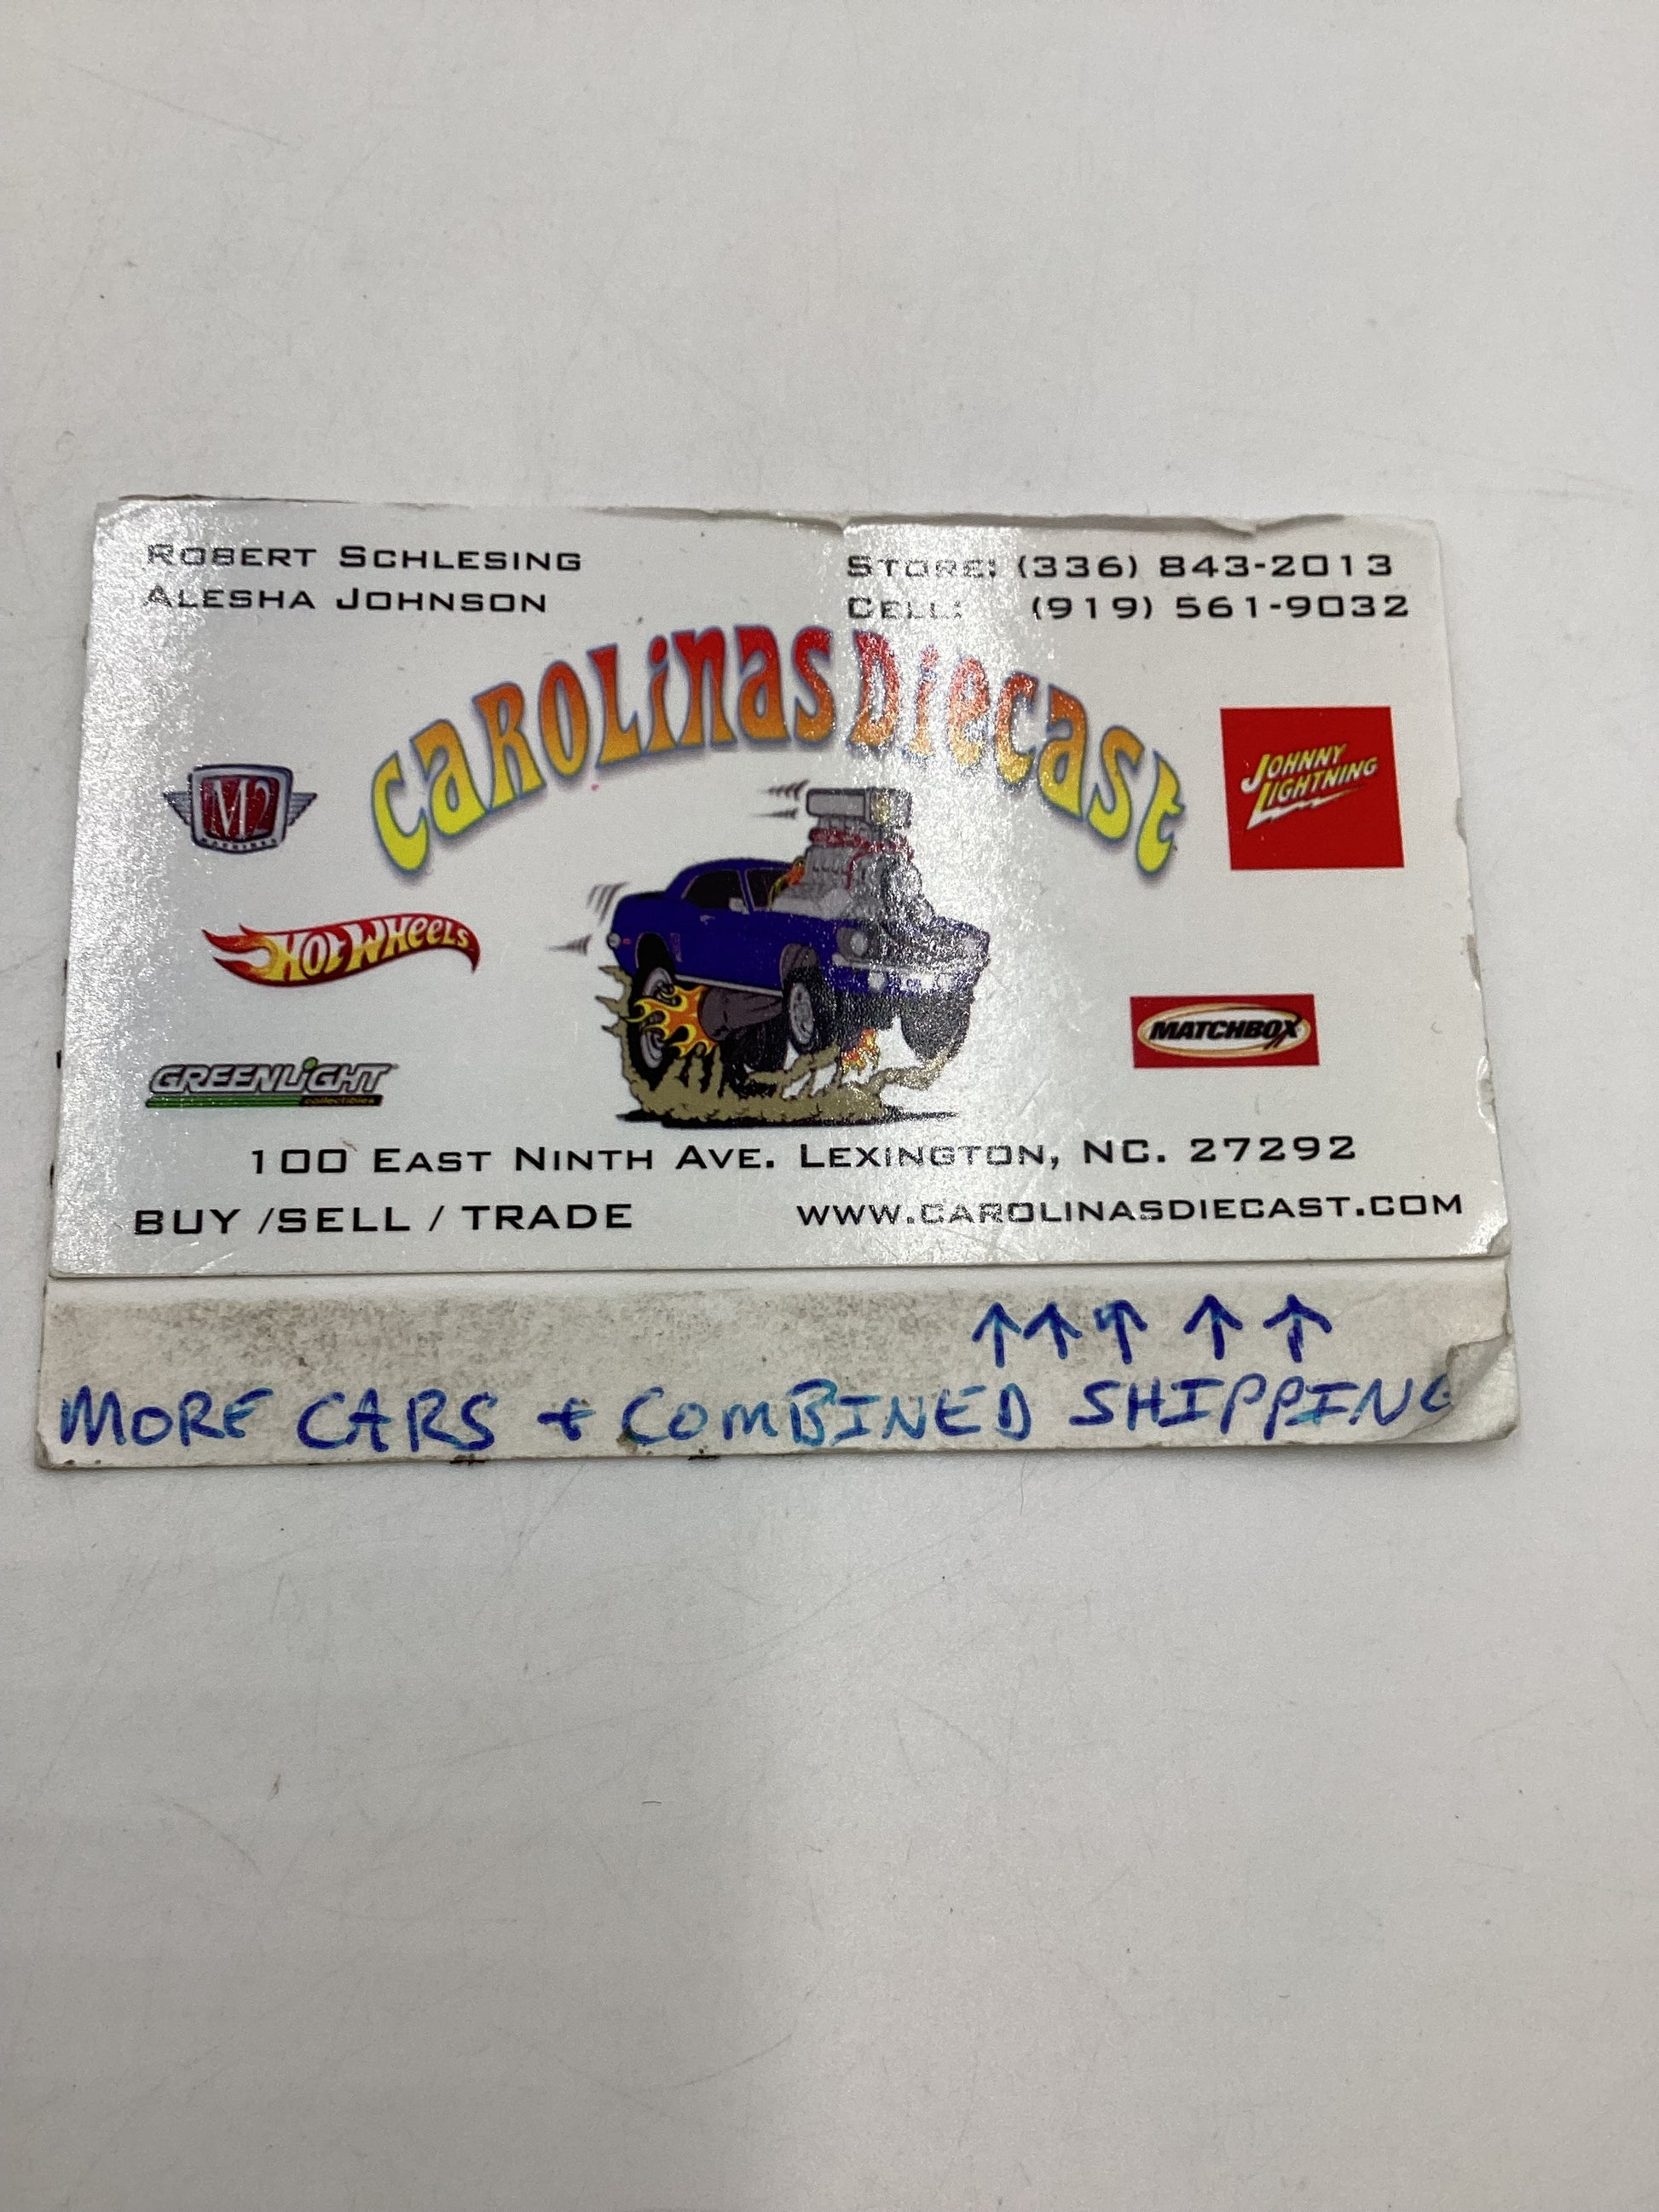 ROBERT SCHLESING
ALESHA JOHNSON
STORE: (336) 843-2013
CELL: (919) 561-9032
CAROLiNAS DiECAST
M2
MACHINES
JOHNNY
LIGHTNING
HOT WHEELS
MATCHBOX
GREENLiGHT
collectibles
100 EAST NINTH AVE. LEXINGTON, NC. 27292
BUY /SELL / TRADE
WWW.CAROLINASDIECAST.COM
↑↑↑↑↑
MORE CARS + COMBINED SHIPPING